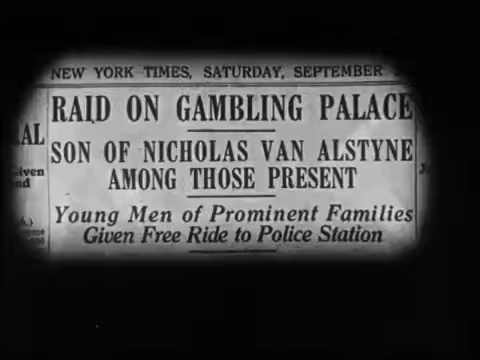 NEW YORK TIMES, SATURDAY, SEPTEMBER
RAID ON GAMBLING PALACE
SON OF NICHOLAS VAN ALSTYNE
AMONG THOSE PRESENT
Young Men of Prominent Families
Given Free Ride to Police Station